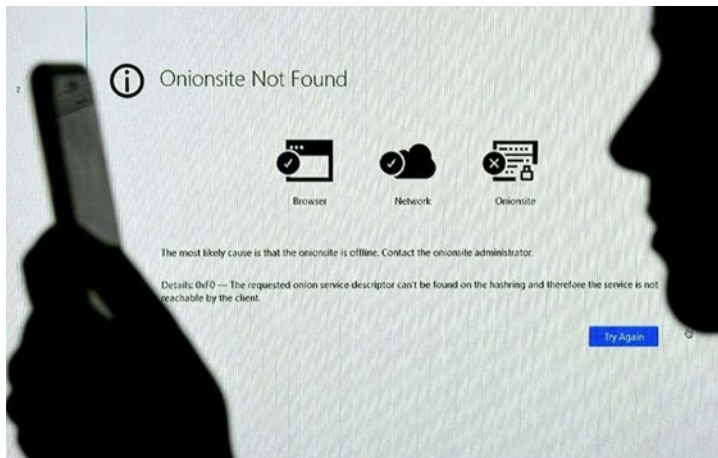 Onionsite Not Found
Browser
Network
Onionsite
The most likely cause is that the onionsite is offline. Contact the onionsite administrator.
Details: 0xF0 — The requested onion service descriptor can't be found on the hashring and therefore the service is not
reachable by the client.
Try Again